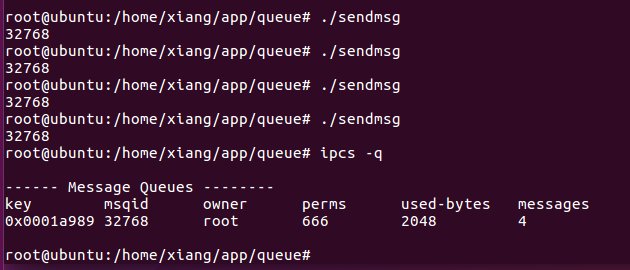 root@ubuntu:/home/xiang/app/queue# ./sendmsg
32768
root@ubuntu:/home/xiang/app/queue# ./sendmsg
32768
root@ubuntu:/home/xiang/app/queue# ./sendmsg
32768
root@ubuntu:/home/xiang/app/queue# ./sendmsg
32768
root@ubuntu:/home/xiang/app/queue# ipcs -q
------ Message Queues --------
key        msqid      owner      perms      used-bytes   messages
0x0001a989 32768      root       666        2048         4
root@ubuntu:/home/xiang/app/queue#